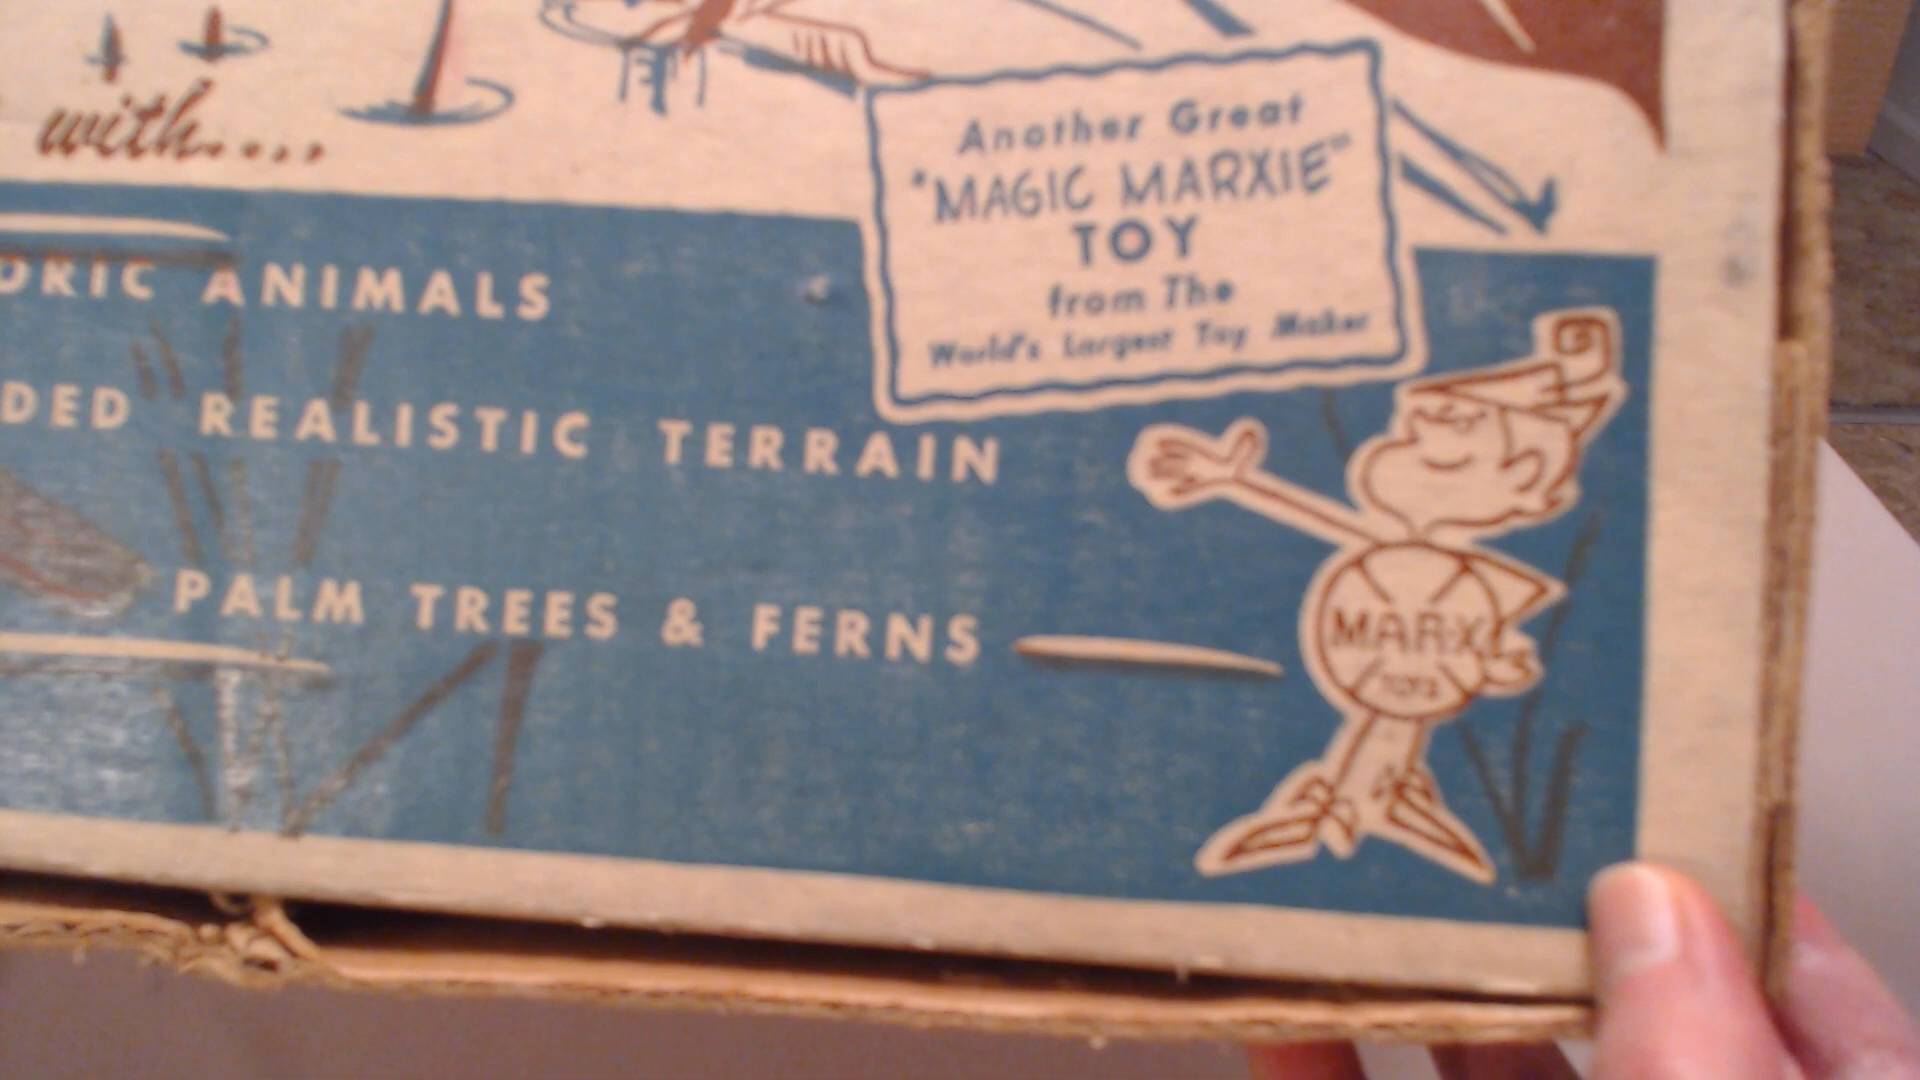 with....
Another Great
"MAGIC MARXIE"
TOY
from The
World's Largest Toy Maker
ORIC ANIMALS
DED REALISTIC TERRAIN
PALM TREES & FERNS
MARX
TOYS